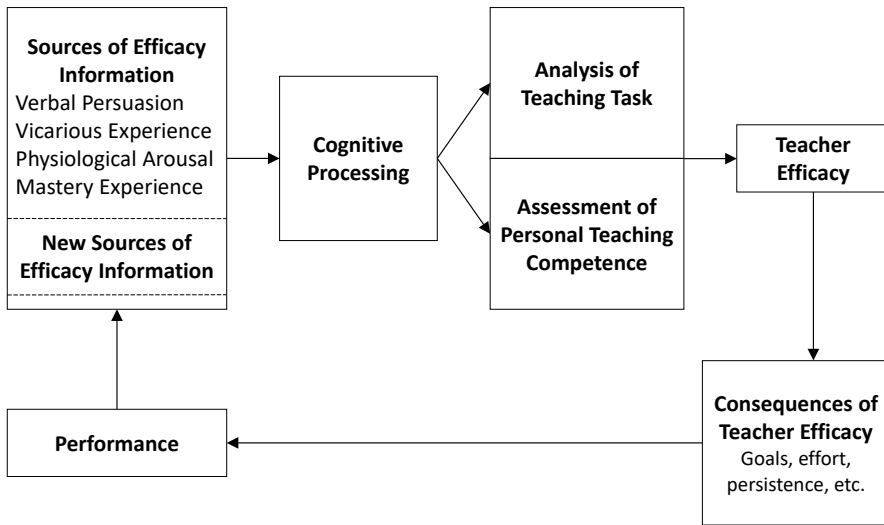 Sources of Efficacy
Information
Verbal Persuasion
Vicarious Experience
Physiological Arousal
Mastery Experience
New Sources of
Efficacy Information
Cognitive
Processing
Analysis of
Teaching Task
Assessment of
Personal Teaching
Competence
Teacher
Efficacy
Consequences of
Teacher Efficacy
Goals, effort,
persistence, etc.
Performance